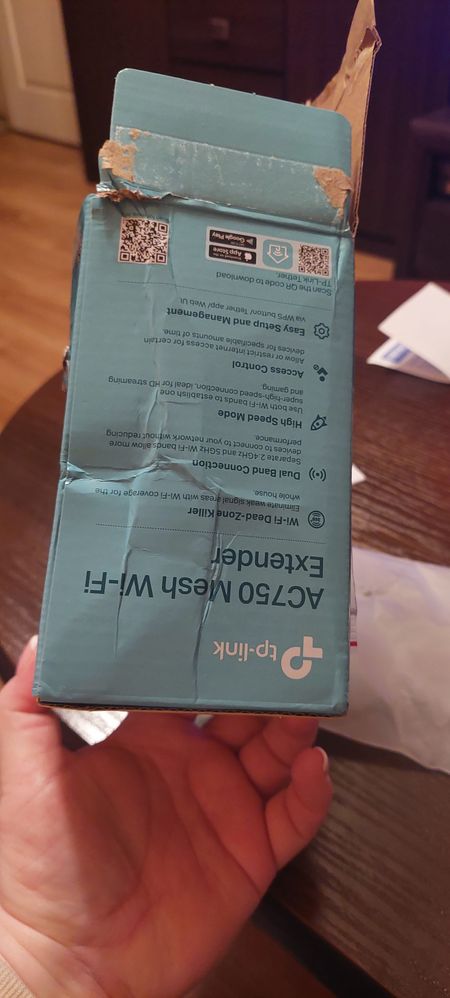 tp-link
AC750 Mesh Wi-Fi
Extender
Wi-Fi Dead-Zone Killer
Eliminate weak signal areas with Wi-Fi coverage for the
whole house.
Dual Band Connection
Separate 2.4GHz and 5GHz Wi-Fi bands allow more
devices to connect to your network without reducing
performance
High Speed Mode
Use both Wi-Fi bands to establish one
super-high-speed connection, ideal for HD streaming
and gaming
Access Control
Allow or restrict internet access for certain
devices for specifiable amounts of time.
Easy Setup and Management
via WPS button/ Tether app/ Web UI
Scan the QR code to download
TP-Link Tether.
App Store
Google Play